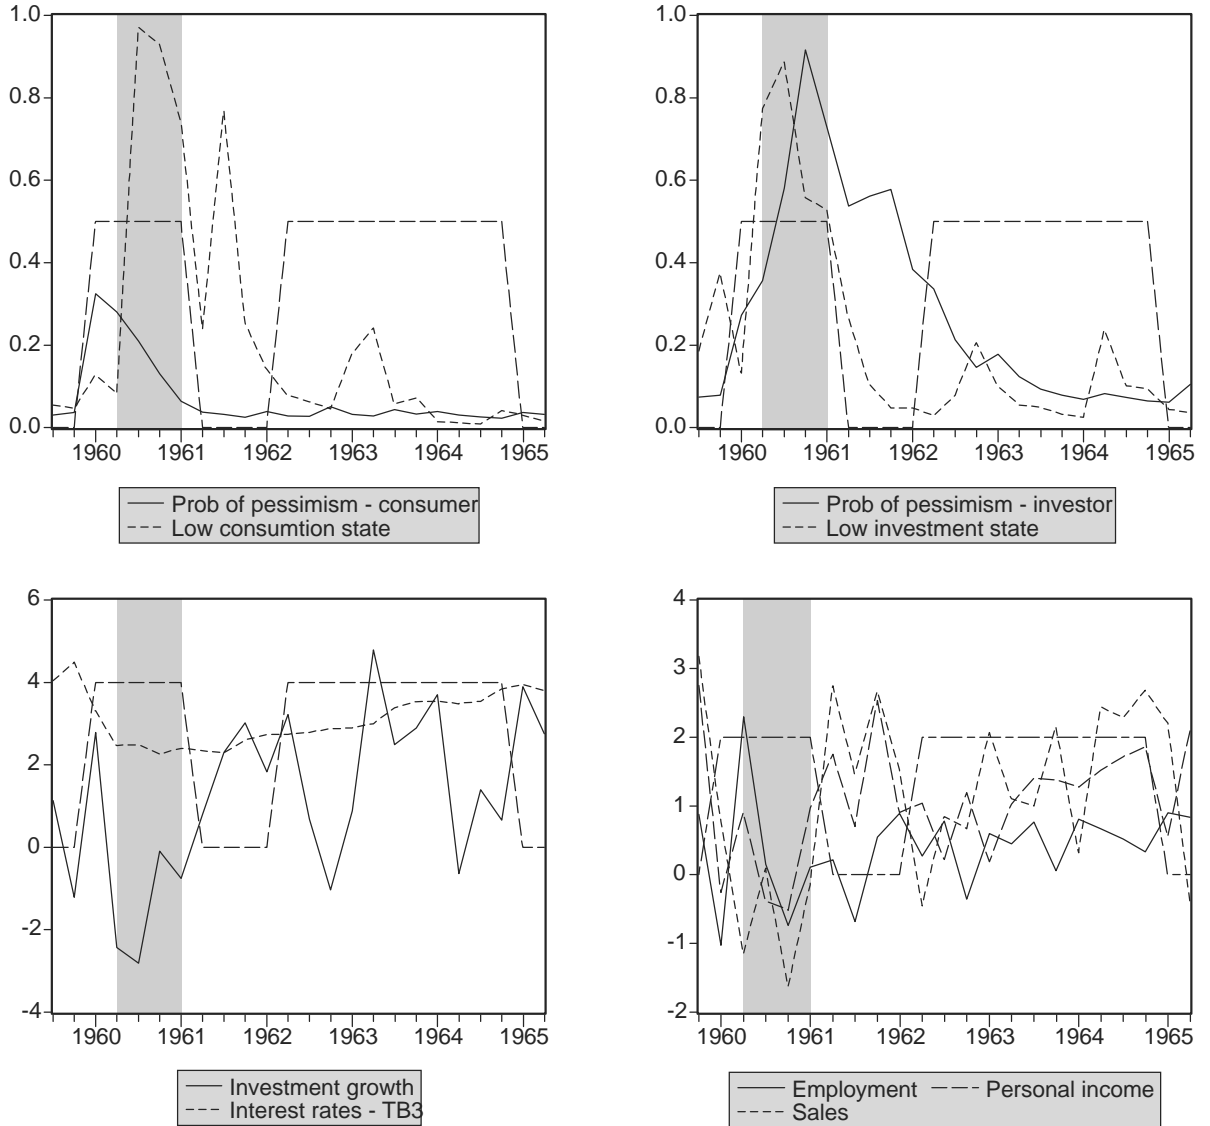 1.0
0.8
0.6
0.4
0.2
0.0
1960 1961 1962 1963 1964 1965
Prob of pessimism - consumer
Low consumtion state
1.0
0.8
0.6
0.4
0.2
0.0
1960 1961 1962 1963 1964 1965
Prob of pessimism - investor
Low investment state
6
4
2
0
-2
-4
1960 1961 1962 1963 1964 1965
Investment growth
Interest rates - TB3
4
3
2
1
0
-1
-2
1960 1961 1962 1963 1964 1965
Employment Personal income
Sales